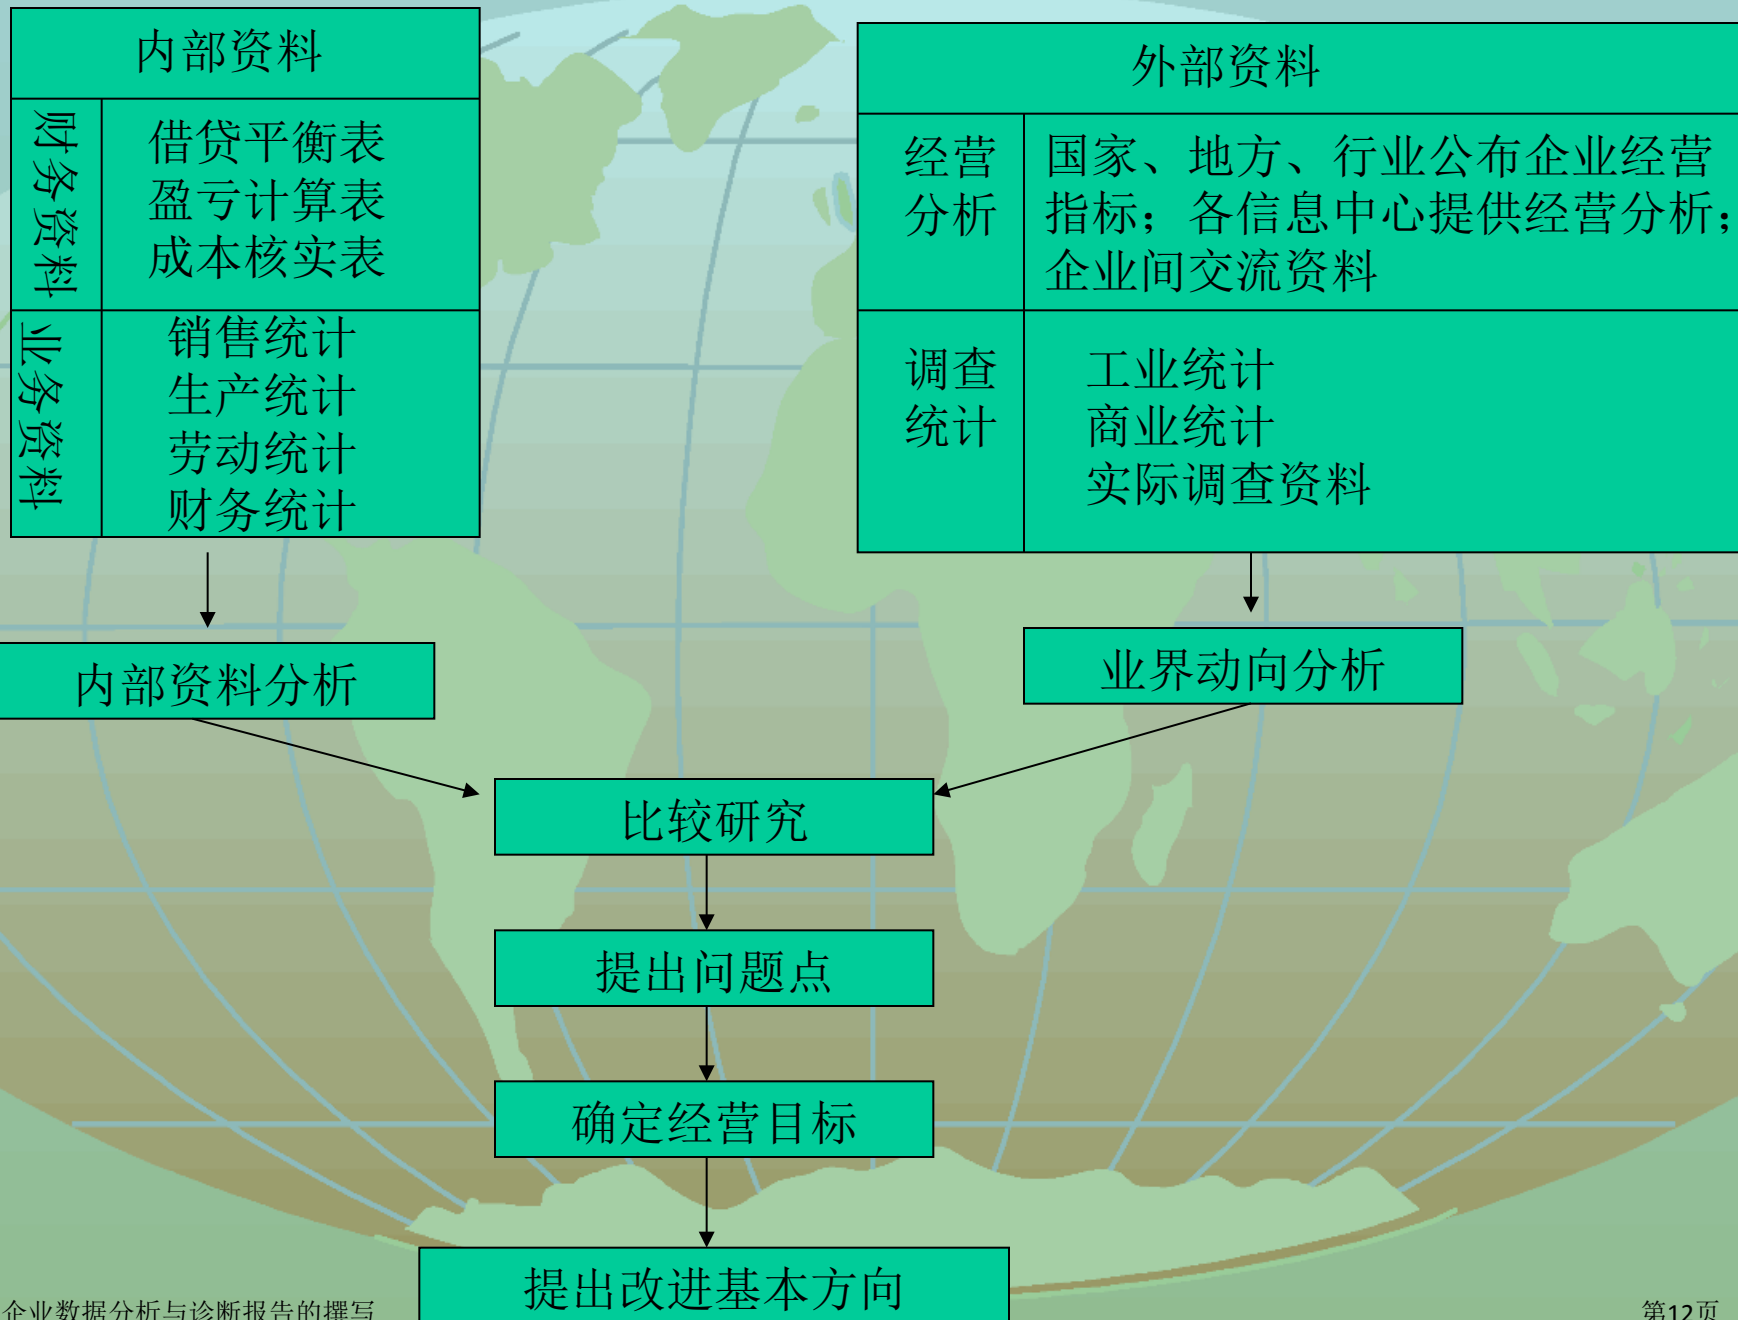 内部资料
财务资料
借贷平衡表
盈亏计算表
成本核实表
业务资料
销售统计
生产统计
劳动统计
财务统计
外部资料
经营
分析
国家、地方、行业公布企业经营
指标；各信息中心提供经营分析；
企业间交流资料
调查
统计
工业统计
商业统计
实际调查资料
内部资料分析
业界动向分析
比较研究
提出问题点
确定经营目标
提出改进基本方向
企业数据分析与诊断报告的撰写
第12页